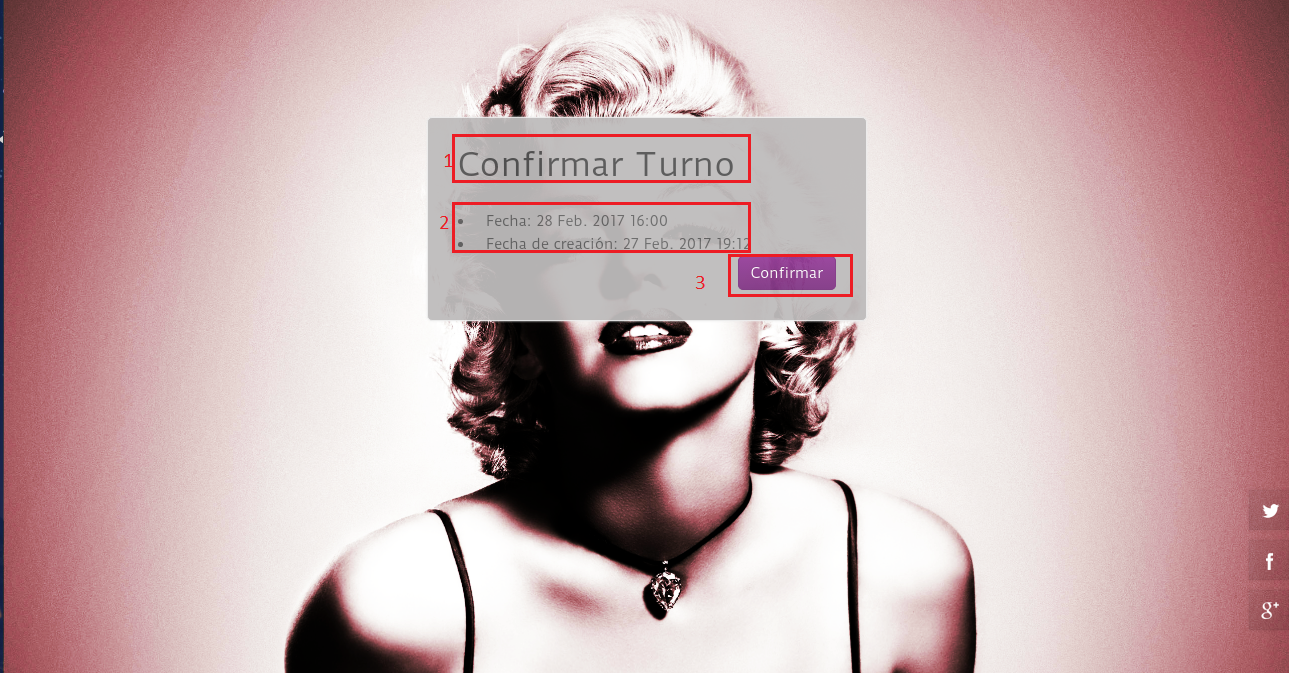 1 Confirmar Turno
2 • Fecha: 28 Feb. 2017 16:00
• Fecha de creación: 27 Feb. 2017 19:12
3 Confirmar
g+